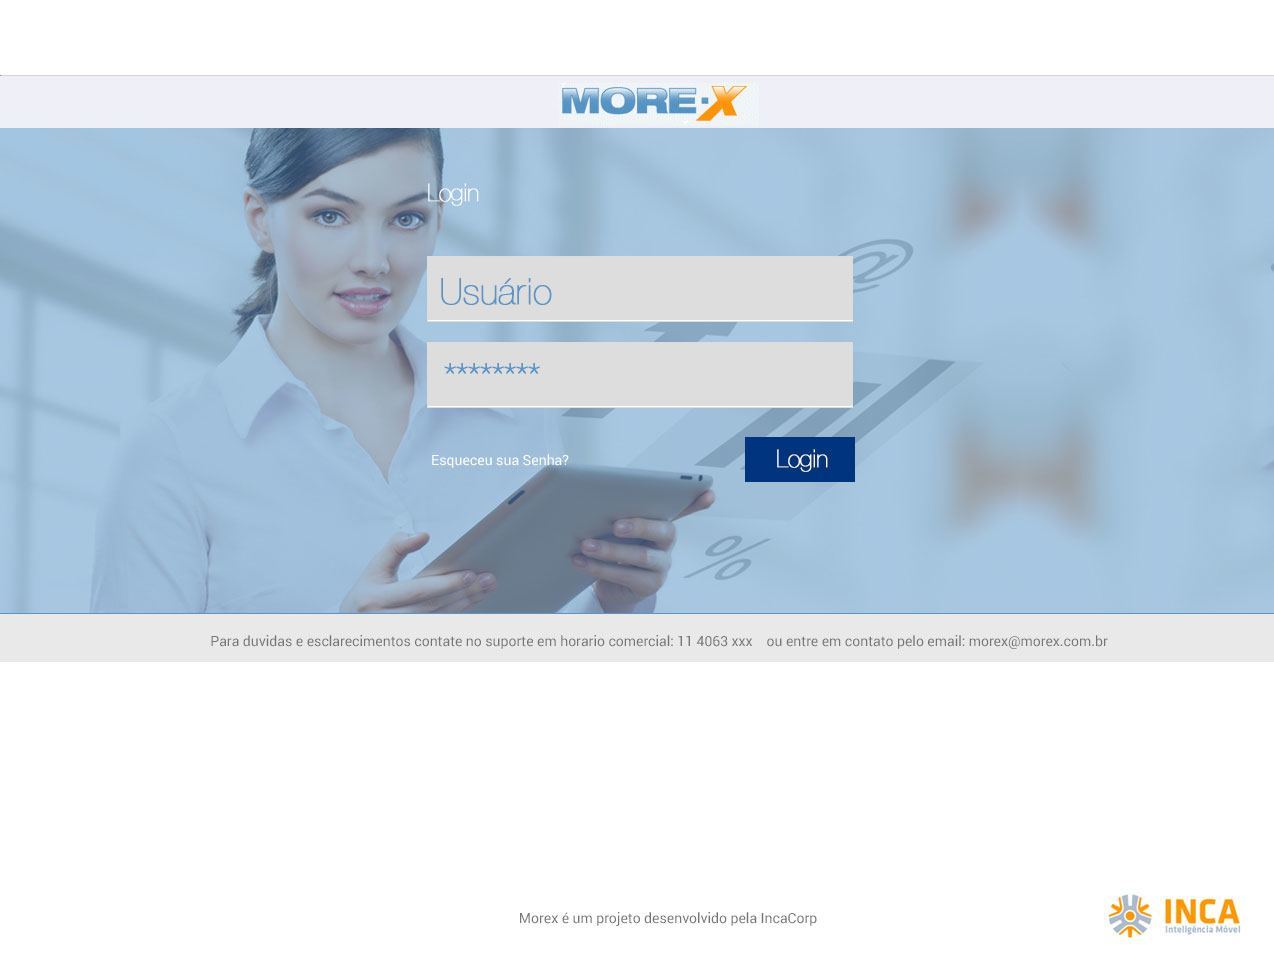 MORE·X
Login
@
Usuário
********
Esqueceu sua Senha?
Login
%
Para duvidas e esclarecimentos contate no suporte em horario comercial: 11 4063 xxx ou entre em contato pelo email: morex@morex.com.br
Morex é um projeto desenvolvido pela IncaCorp
INCA
Inteligência Móvel